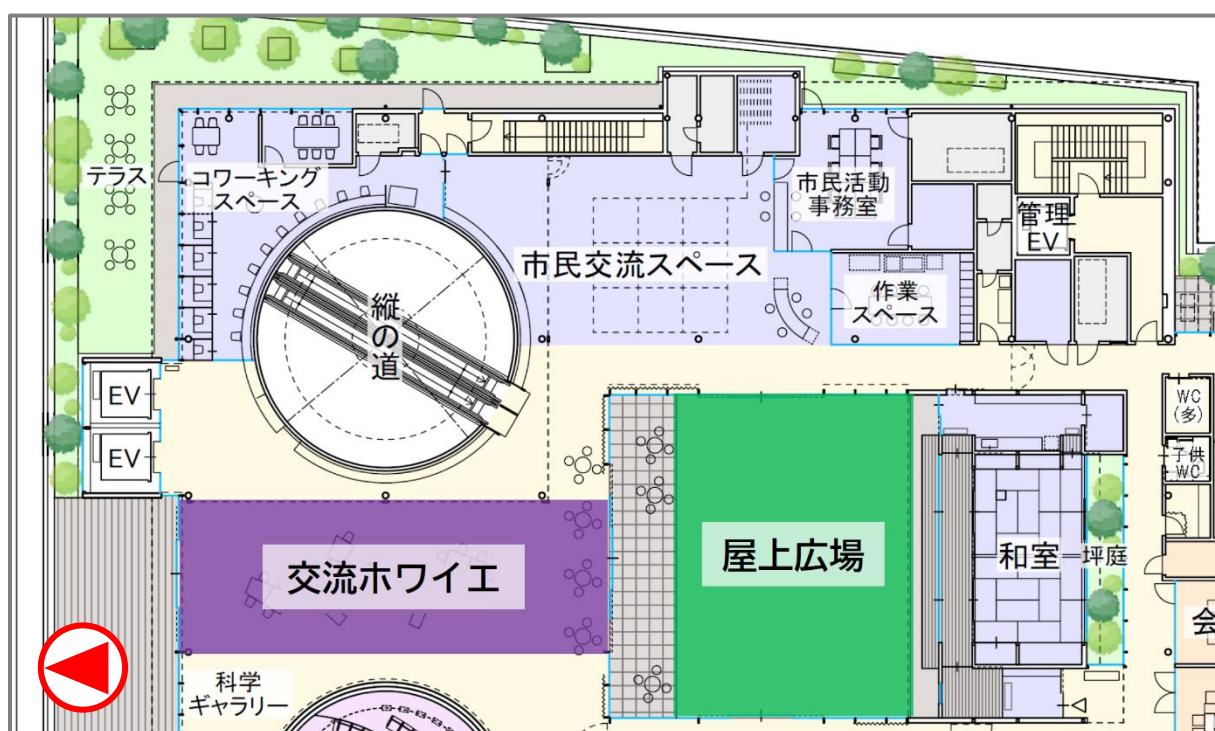 テラス
コワーキング
スペース
市民活動
事務室
管理
EV
市民交流スペース
作業
スペース
縦の道
EV
EV
WC
(多)
子供
WC
交流ホワイエ
屋上広場
和室
坪庭
会
科学
ギャラリー